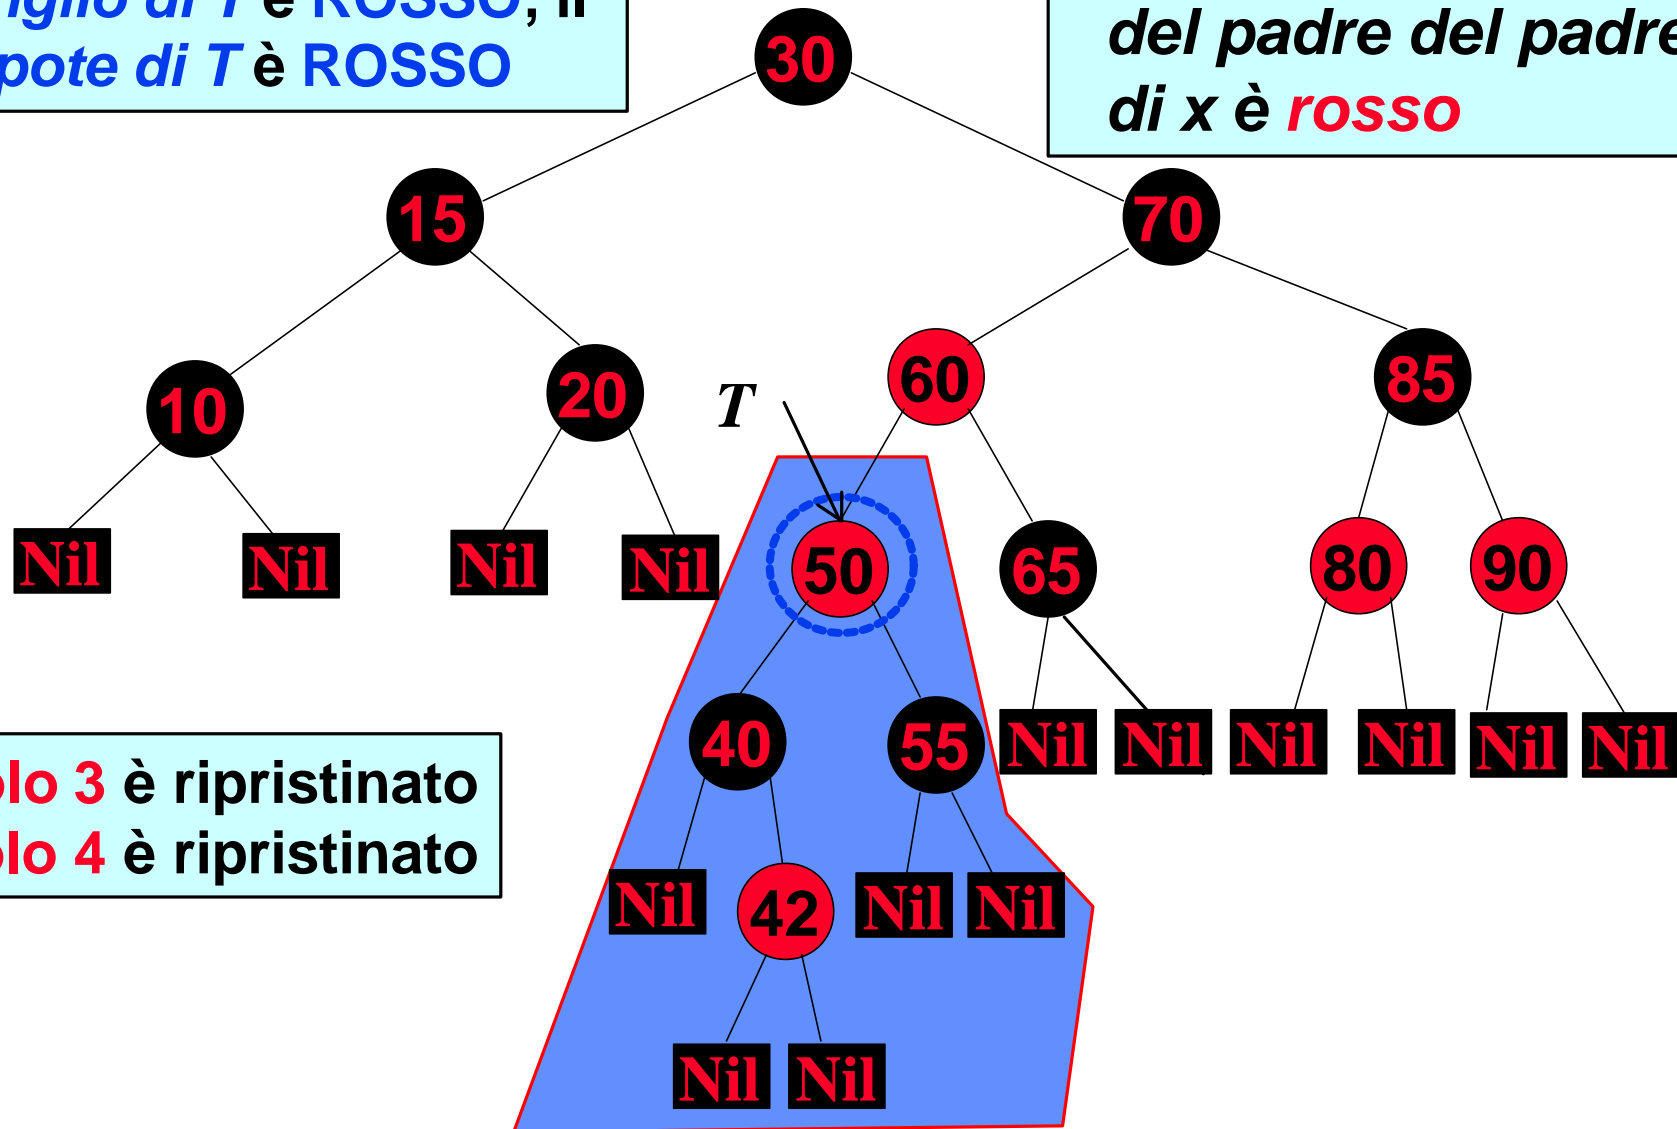 figlio di T è ROSSO, il
pote di T è ROSSO
del padre del padre
di x è rosso
30
15
70
10
20
T
60
85
Nil
Nil
Nil
Nil
50
65
80
90
40
55
Nil
Nil
Nil
Nil
Nil
Nil
olo 3 è ripristinato
olo 4 è ripristinato
Nil
42
Nil
Nil
Nil
Nil